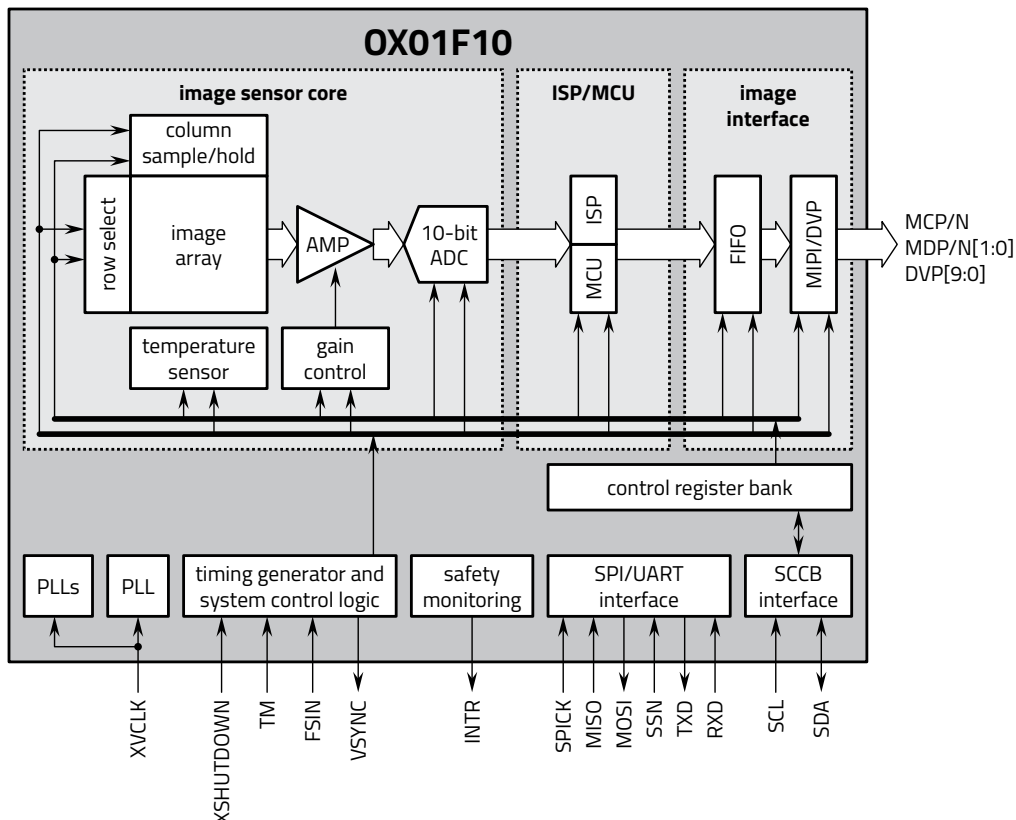 OX01F10
image sensor core
ISP/MCU
image
interface
column
sample/hold
row select
image
array
AMP
10-bit
ADC
ISP
MCU
FIFO
MIPI/DVP
MCP/N
MDP/N[1:0]
DVP[9:0]
temperature
sensor
gain
control
control register bank
PLLs
PLL
timing generator and
system control logic
safety
monitoring
SPI/UART
interface
SCCB
interface
XVCLK
XSHUTDOWN
TM
FSIN
VSYNC
INTR
SPICK
MISO
MOSI
SSN
TXD
RXD
SCL
SDA